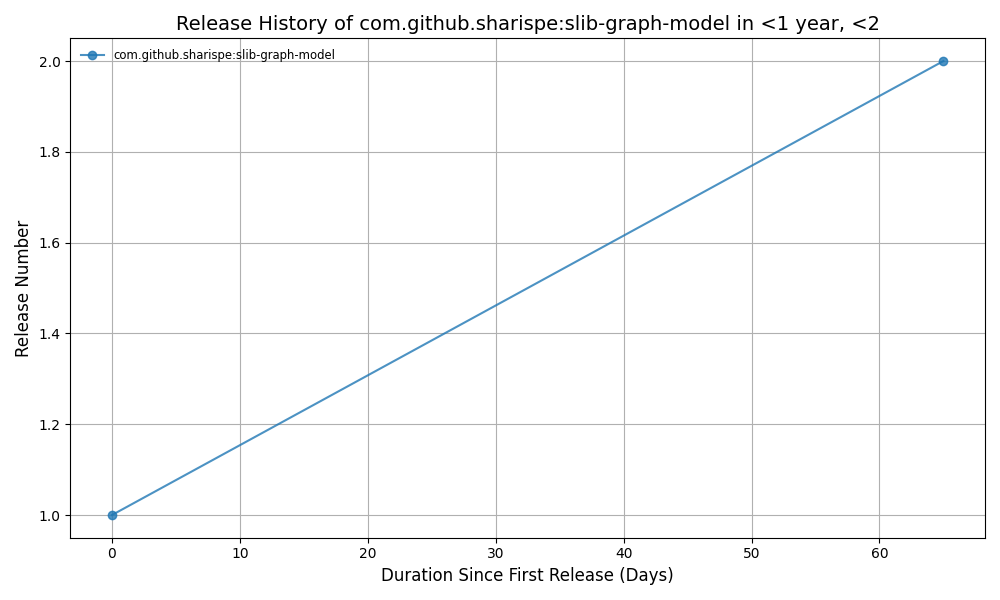 Release History of com.github.sharispe:slib-graph-model in <1 year, <2
com.github.sharispe:slib-graph-model
Release Number
2.0
1.8
1.6
1.4
1.2
1.0
0 10 20 30 40 50 60
Duration Since First Release (Days)